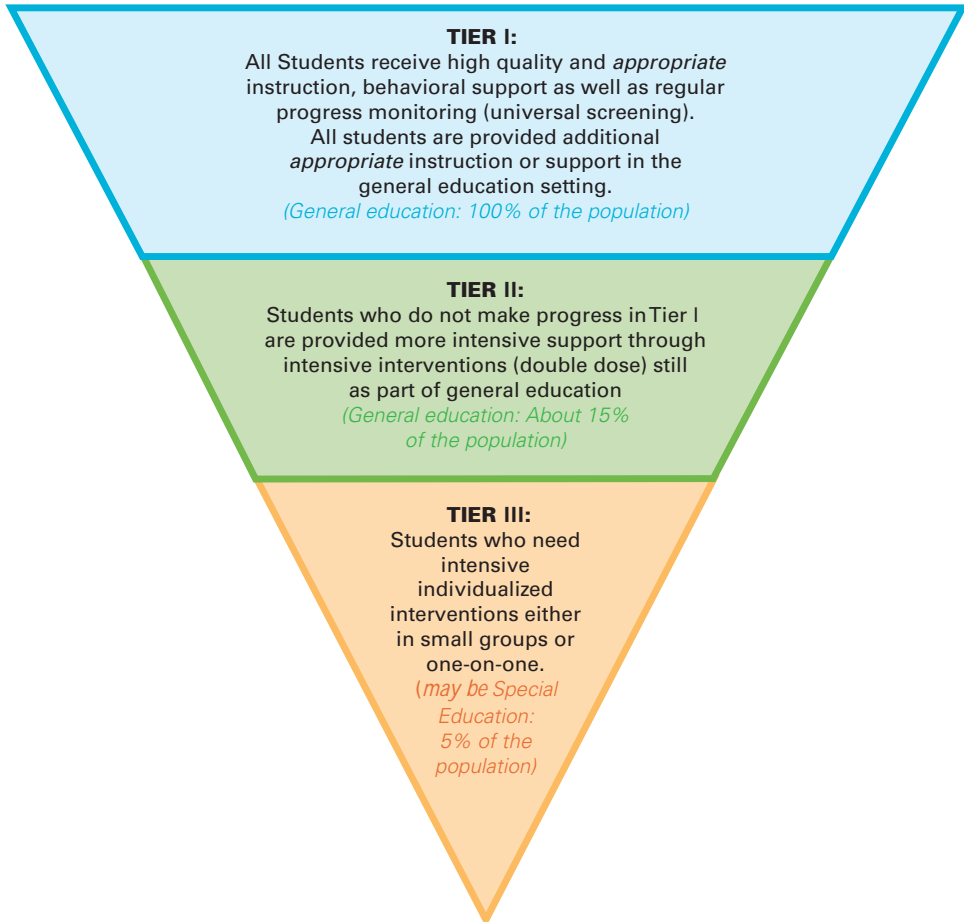 TIER I:
All Students receive high quality and appropriate
instruction, behavioral support as well as regular
progress monitoring (universal screening).
All students are provided additional
appropriate instruction or support in the
general education setting.
(General education: 100% of the population)
TIER II:
Students who do not make progress in Tier I
are provided more intensive support through
intensive interventions (double dose) still
as part of general education
(General education: About 15%
of the population)
TIER III:
Students who need
intensive
individualized
interventions either
in small groups or
one-on-one.
(may be Special
Education:
5% of the
population)